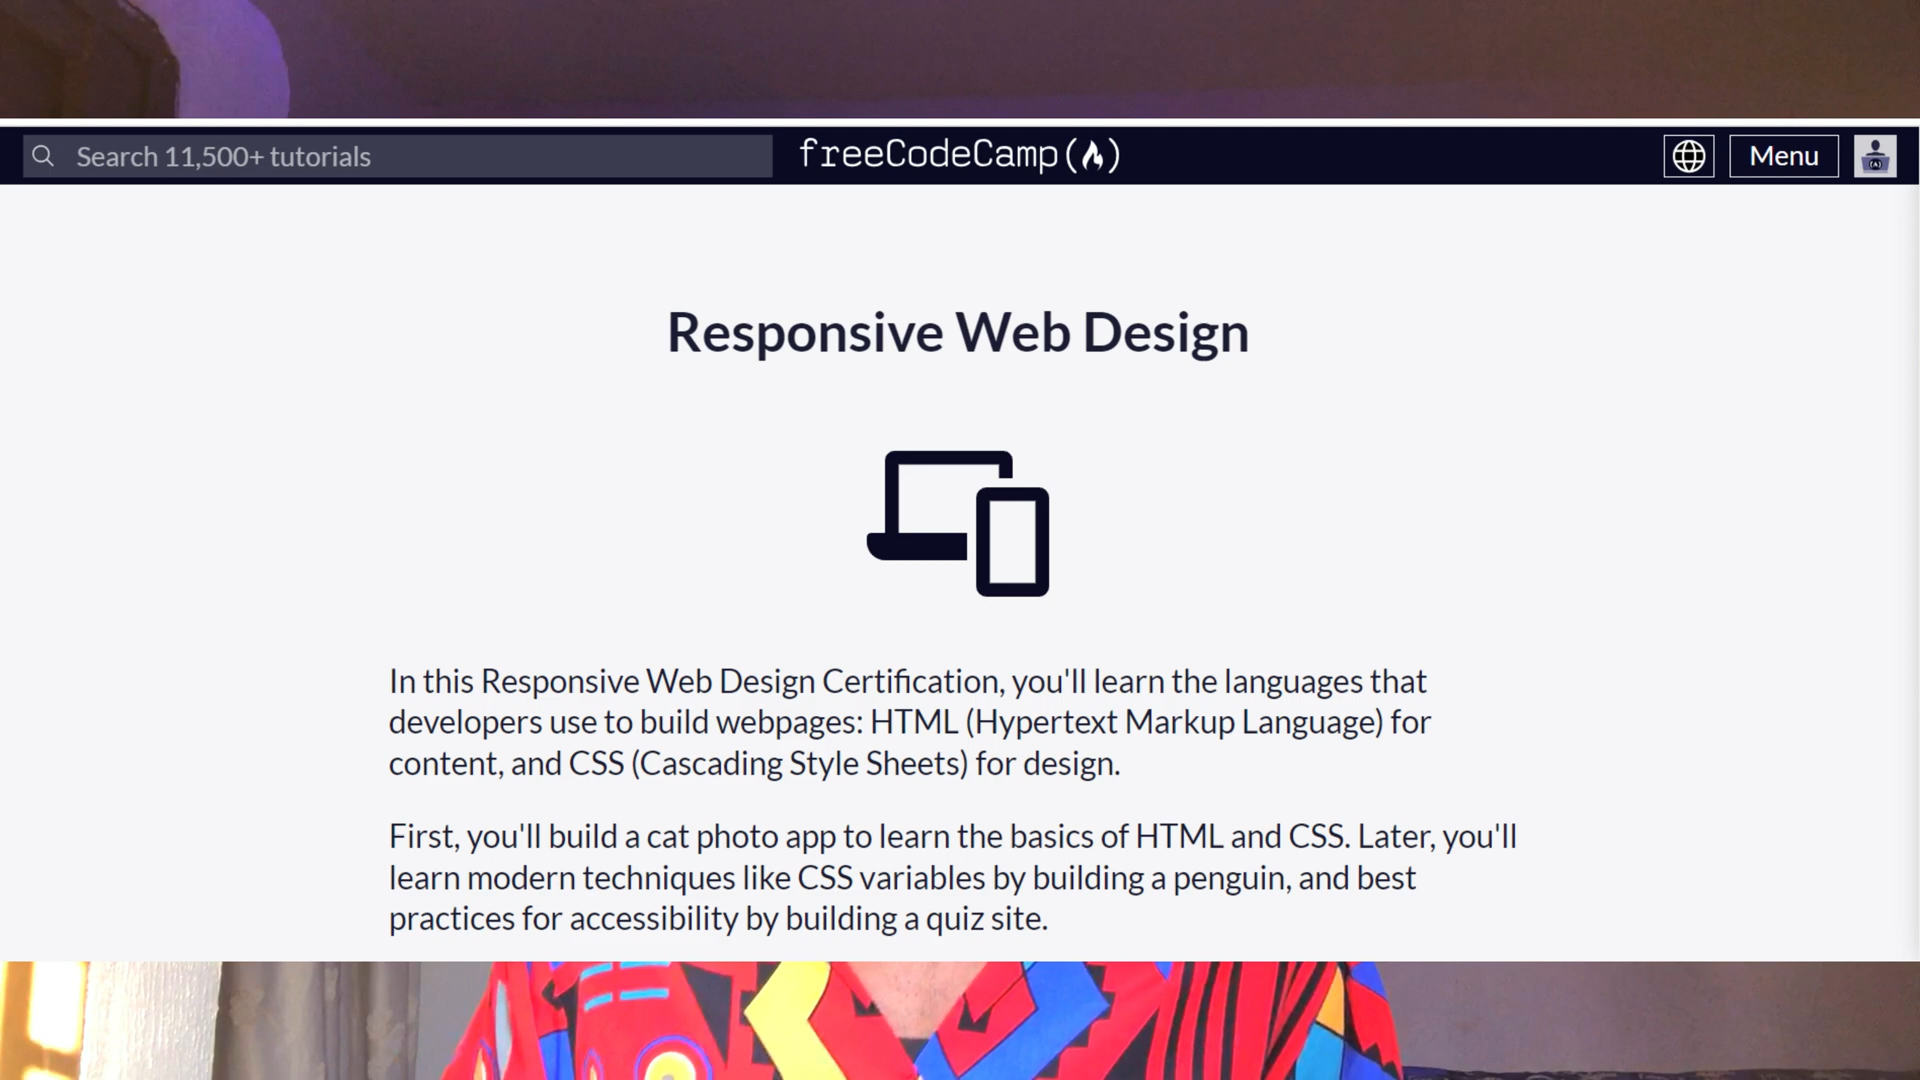 Search 11,500+ tutorials
freeCodeCamp(🔥)
Menu
Responsive Web Design
In this Responsive Web Design Certification, you'll learn the languages that
developers use to build webpages: HTML (Hypertext Markup Language) for
content, and CSS (Cascading Style Sheets) for design.
First, you'll build a cat photo app to learn the basics of HTML and CSS. Later, you'll
learn modern techniques like CSS variables by building a penguin, and best
practices for accessibility by building a quiz site.